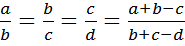 a/b = b/c = c/d = (a+b−c)/(b+c−d)